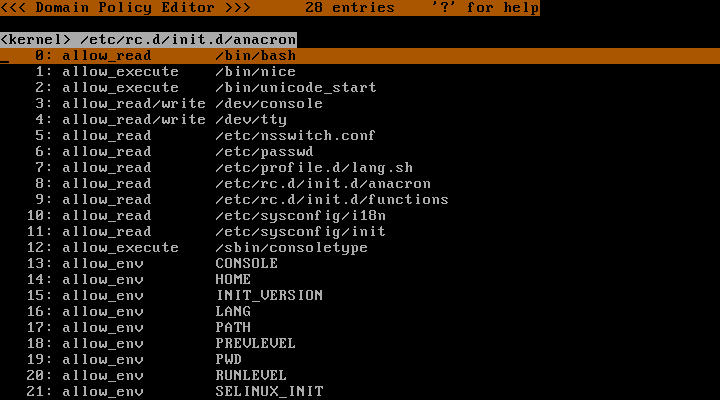 <<< Domain Policy Editor >>>      28 entries    '?' for help
<kernel> /etc/rc.d/init.d/anacron
0: allow_read       /bin/bash
1: allow_execute    /bin/nice
2: allow_execute    /bin/unicode_start
3: allow_read/write /dev/console
4: allow_read/write /dev/tty
5: allow_read       /etc/nsswitch.conf
6: allow_read       /etc/passwd
7: allow_read       /etc/profile.d/lang.sh
8: allow_read       /etc/rc.d/init.d/anacron
9: allow_read       /etc/rc.d/init.d/functions
10: allow_read       /etc/sysconfig/i18n
11: allow_read       /etc/sysconfig/init
12: allow_execute    /sbin/consoletype
13: allow_env        CONSOLE
14: allow_env        HOME
15: allow_env        INIT_VERSION
16: allow_env        LANG
17: allow_env        PATH
18: allow_env        PREVLEVEL
19: allow_env        PWD
20: allow_env        RUNLEVEL
21: allow_env        SELINUX_INIT